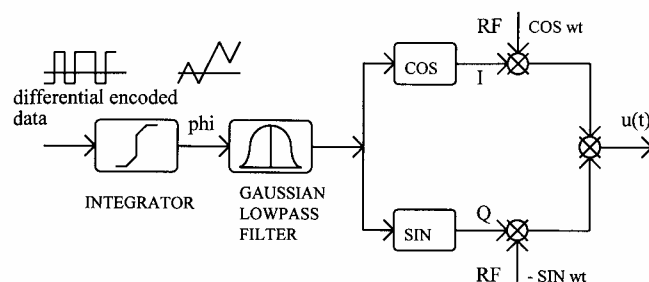 RF COS wt
COS
I
differential encoded
data
phi
u(t)
INTEGRATOR
GAUSSIAN
LOWPASS
FILTER
SIN
Q
RF - SIN wt